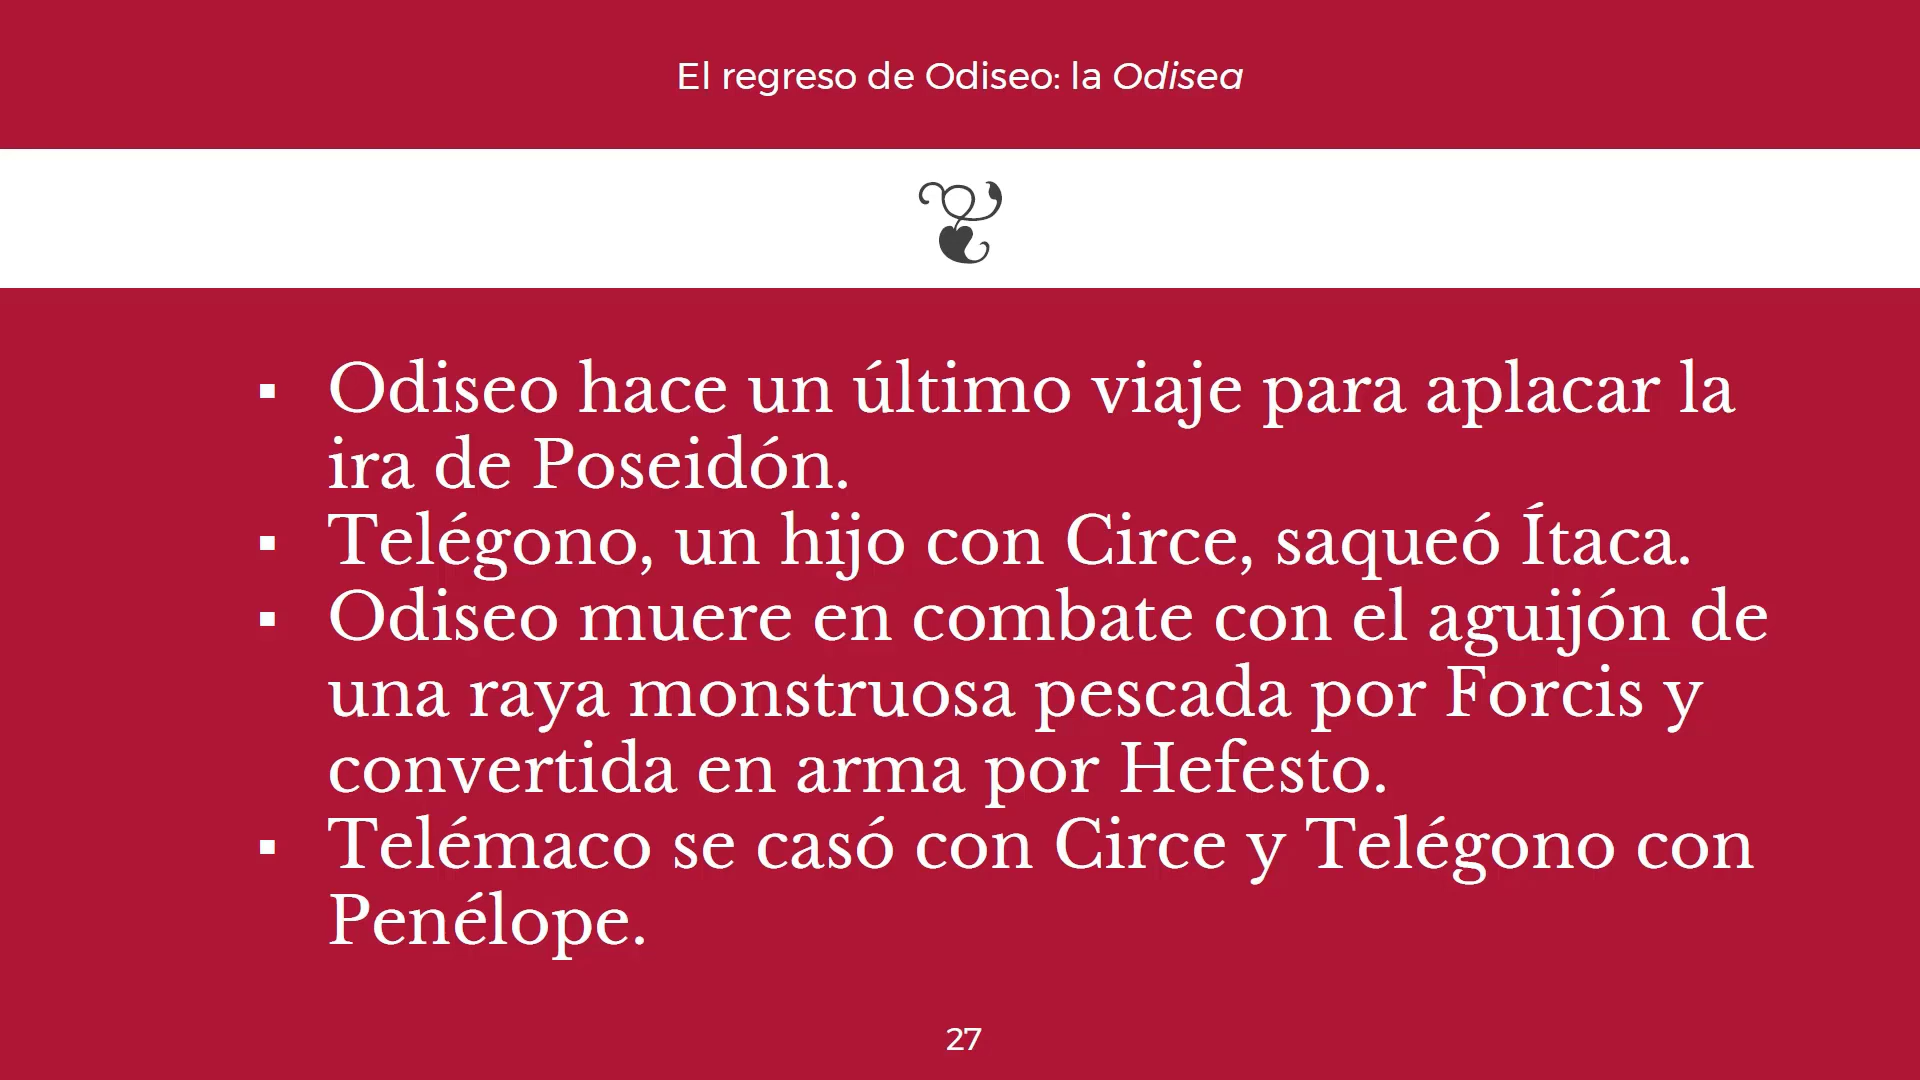 El regreso de Odiseo: la Odisea
▪ Odiseo hace un último viaje para aplacar la
ira de Poseidón.
▪ Telégono, un hijo con Circe, saqueó Ítaca.
▪ Odiseo muere en combate con el aguijón de
una raya monstruosa pescada por Forcis y
convertida en arma por Hefesto.
▪ Telémaco se casó con Circe y Telégono con
Penélope.
27